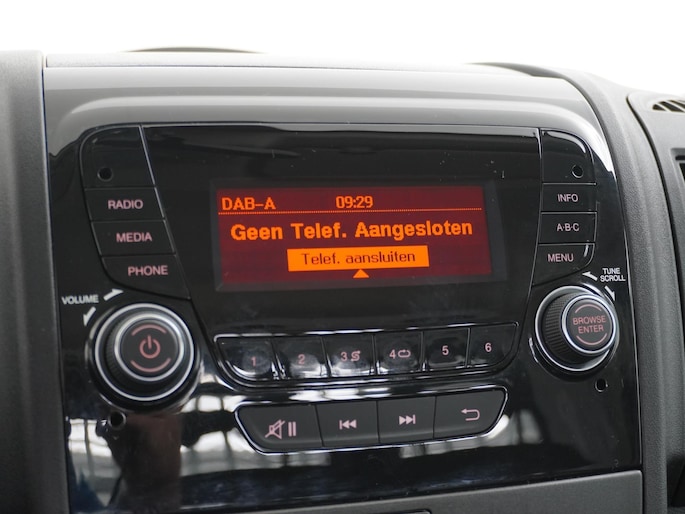 DAB-A 09:29
Geen Telef. Aangesloten
Telef. aansluiten
RADIO
MEDIA
PHONE
INFO
A·B·C
MENU
VOLUME
TUNE
SCROLL
BROWSE
ENTER
1 2 3 4 5 6